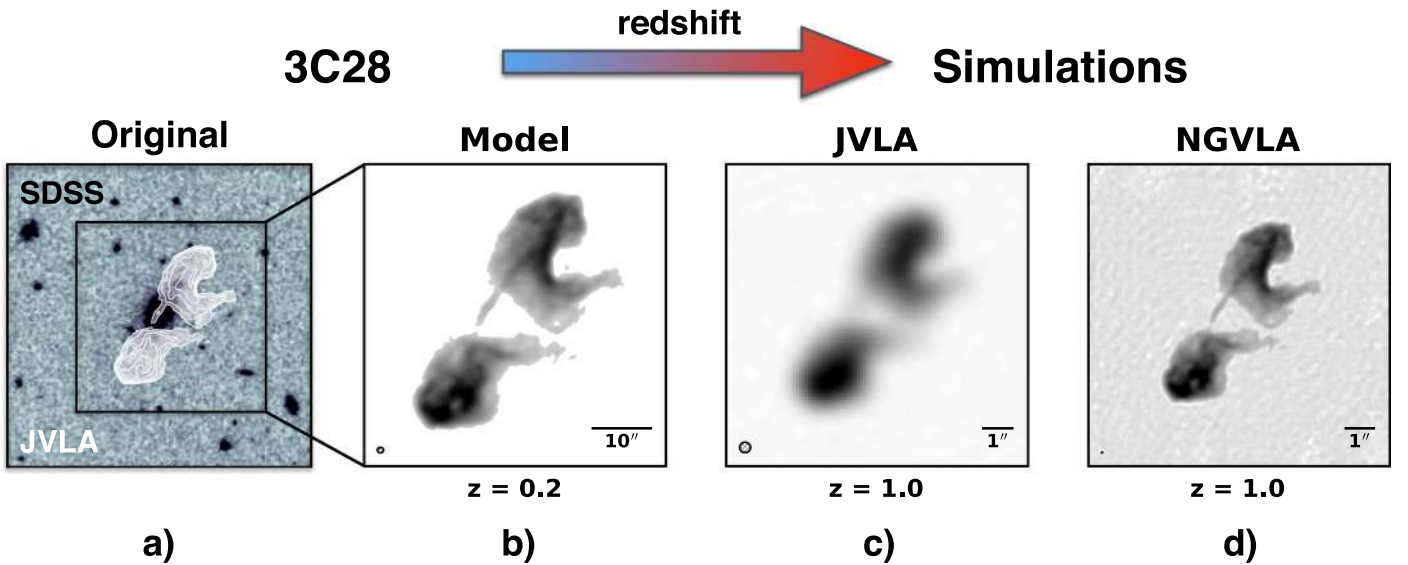 redshift
3C28
Simulations
Original
Model
JVLA
NGVLA
SDSS
JVLA
10″
1″
1″
z = 0.2
z = 1.0
z = 1.0
a)
b)
c)
d)